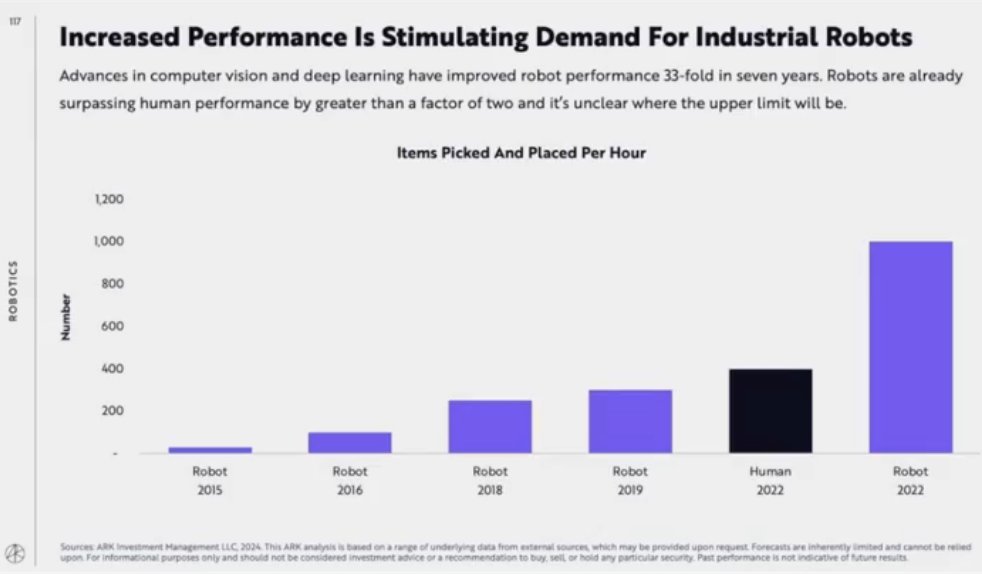 117
Increased Performance Is Stimulating Demand For Industrial Robots
Advances in computer vision and deep learning have improved robot performance 33-fold in seven years. Robots are already
surpassing human performance by greater than a factor of two and it's unclear where the upper limit will be.
Items Picked And Placed Per Hour
1,200
1,000
800
600
400
200
-
Number
Robot
2015
Robot
2016
Robot
2018
Robot
2019
Human
2022
Robot
2022
ROBOTICS
Sources: ARK Investment Management LLC, 2024. This ARK analysis is based on a range of underlying data from external sources, which may be provided upon request. Forecasts are inherently limited and cannot be relied
upon. For informational purposes only and should not be considered investment advice or a recommendation to buy, sell, or hold any particular security. Past performance is not indicative of future results.